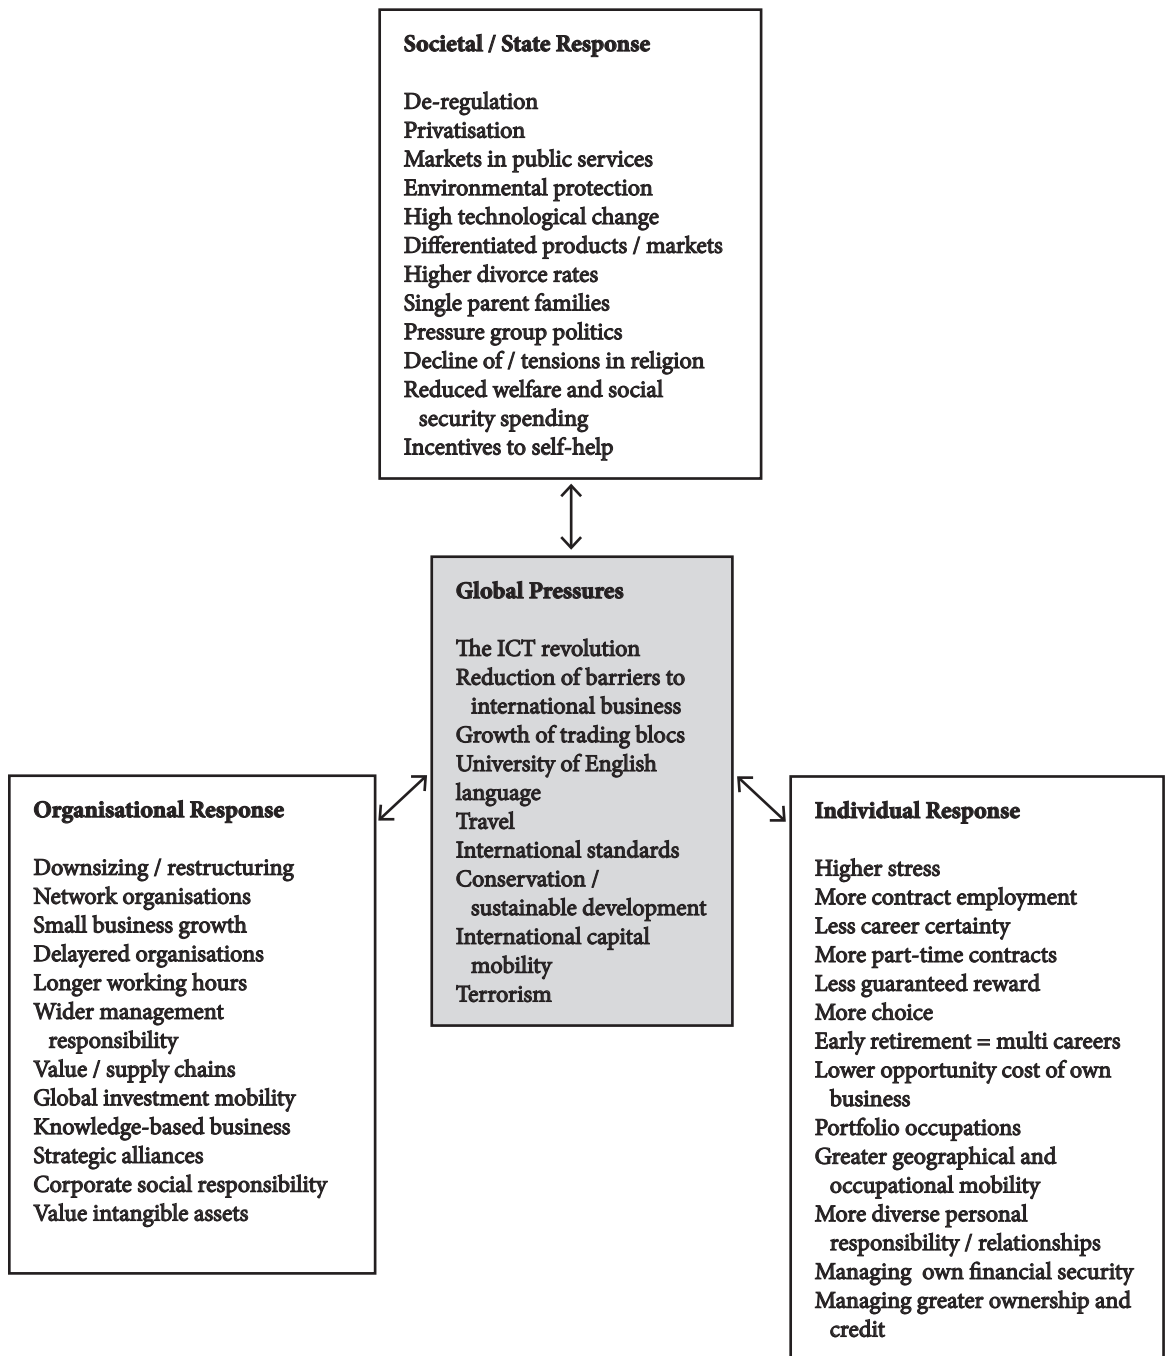 Societal / State Response
De-regulation
Privatisation
Markets in public services
Environmental protection
High technological change
Differentiated products / markets
Higher divorce rates
Single parent families
Pressure group politics
Decline of / tensions in religion
Reduced welfare and social
security spending
Incentives to self-help
Global Pressures
The ICT revolution
Reduction of barriers to
international business
Growth of trading blocs
University of English
language
Travel
International standards
Conservation /
sustainable development
International capital
mobility
Terrorism
Organisational Response
Downsizing / restructuring
Network organisations
Small business growth
Delayered organisations
Longer working hours
Wider management
responsibility
Value / supply chains
Global investment mobility
Knowledge-based business
Strategic alliances
Corporate social responsibility
Value intangible assets
Individual Response
Higher stress
More contract employment
Less career certainty
More part-time contracts
Less guaranteed reward
More choice
Early retirement = multi careers
Lower opportunity cost of own
business
Portfolio occupations
Greater geographical and
occupational mobility
More diverse personal
responsibility / relationships
Managing own financial security
Managing greater ownership and
credit